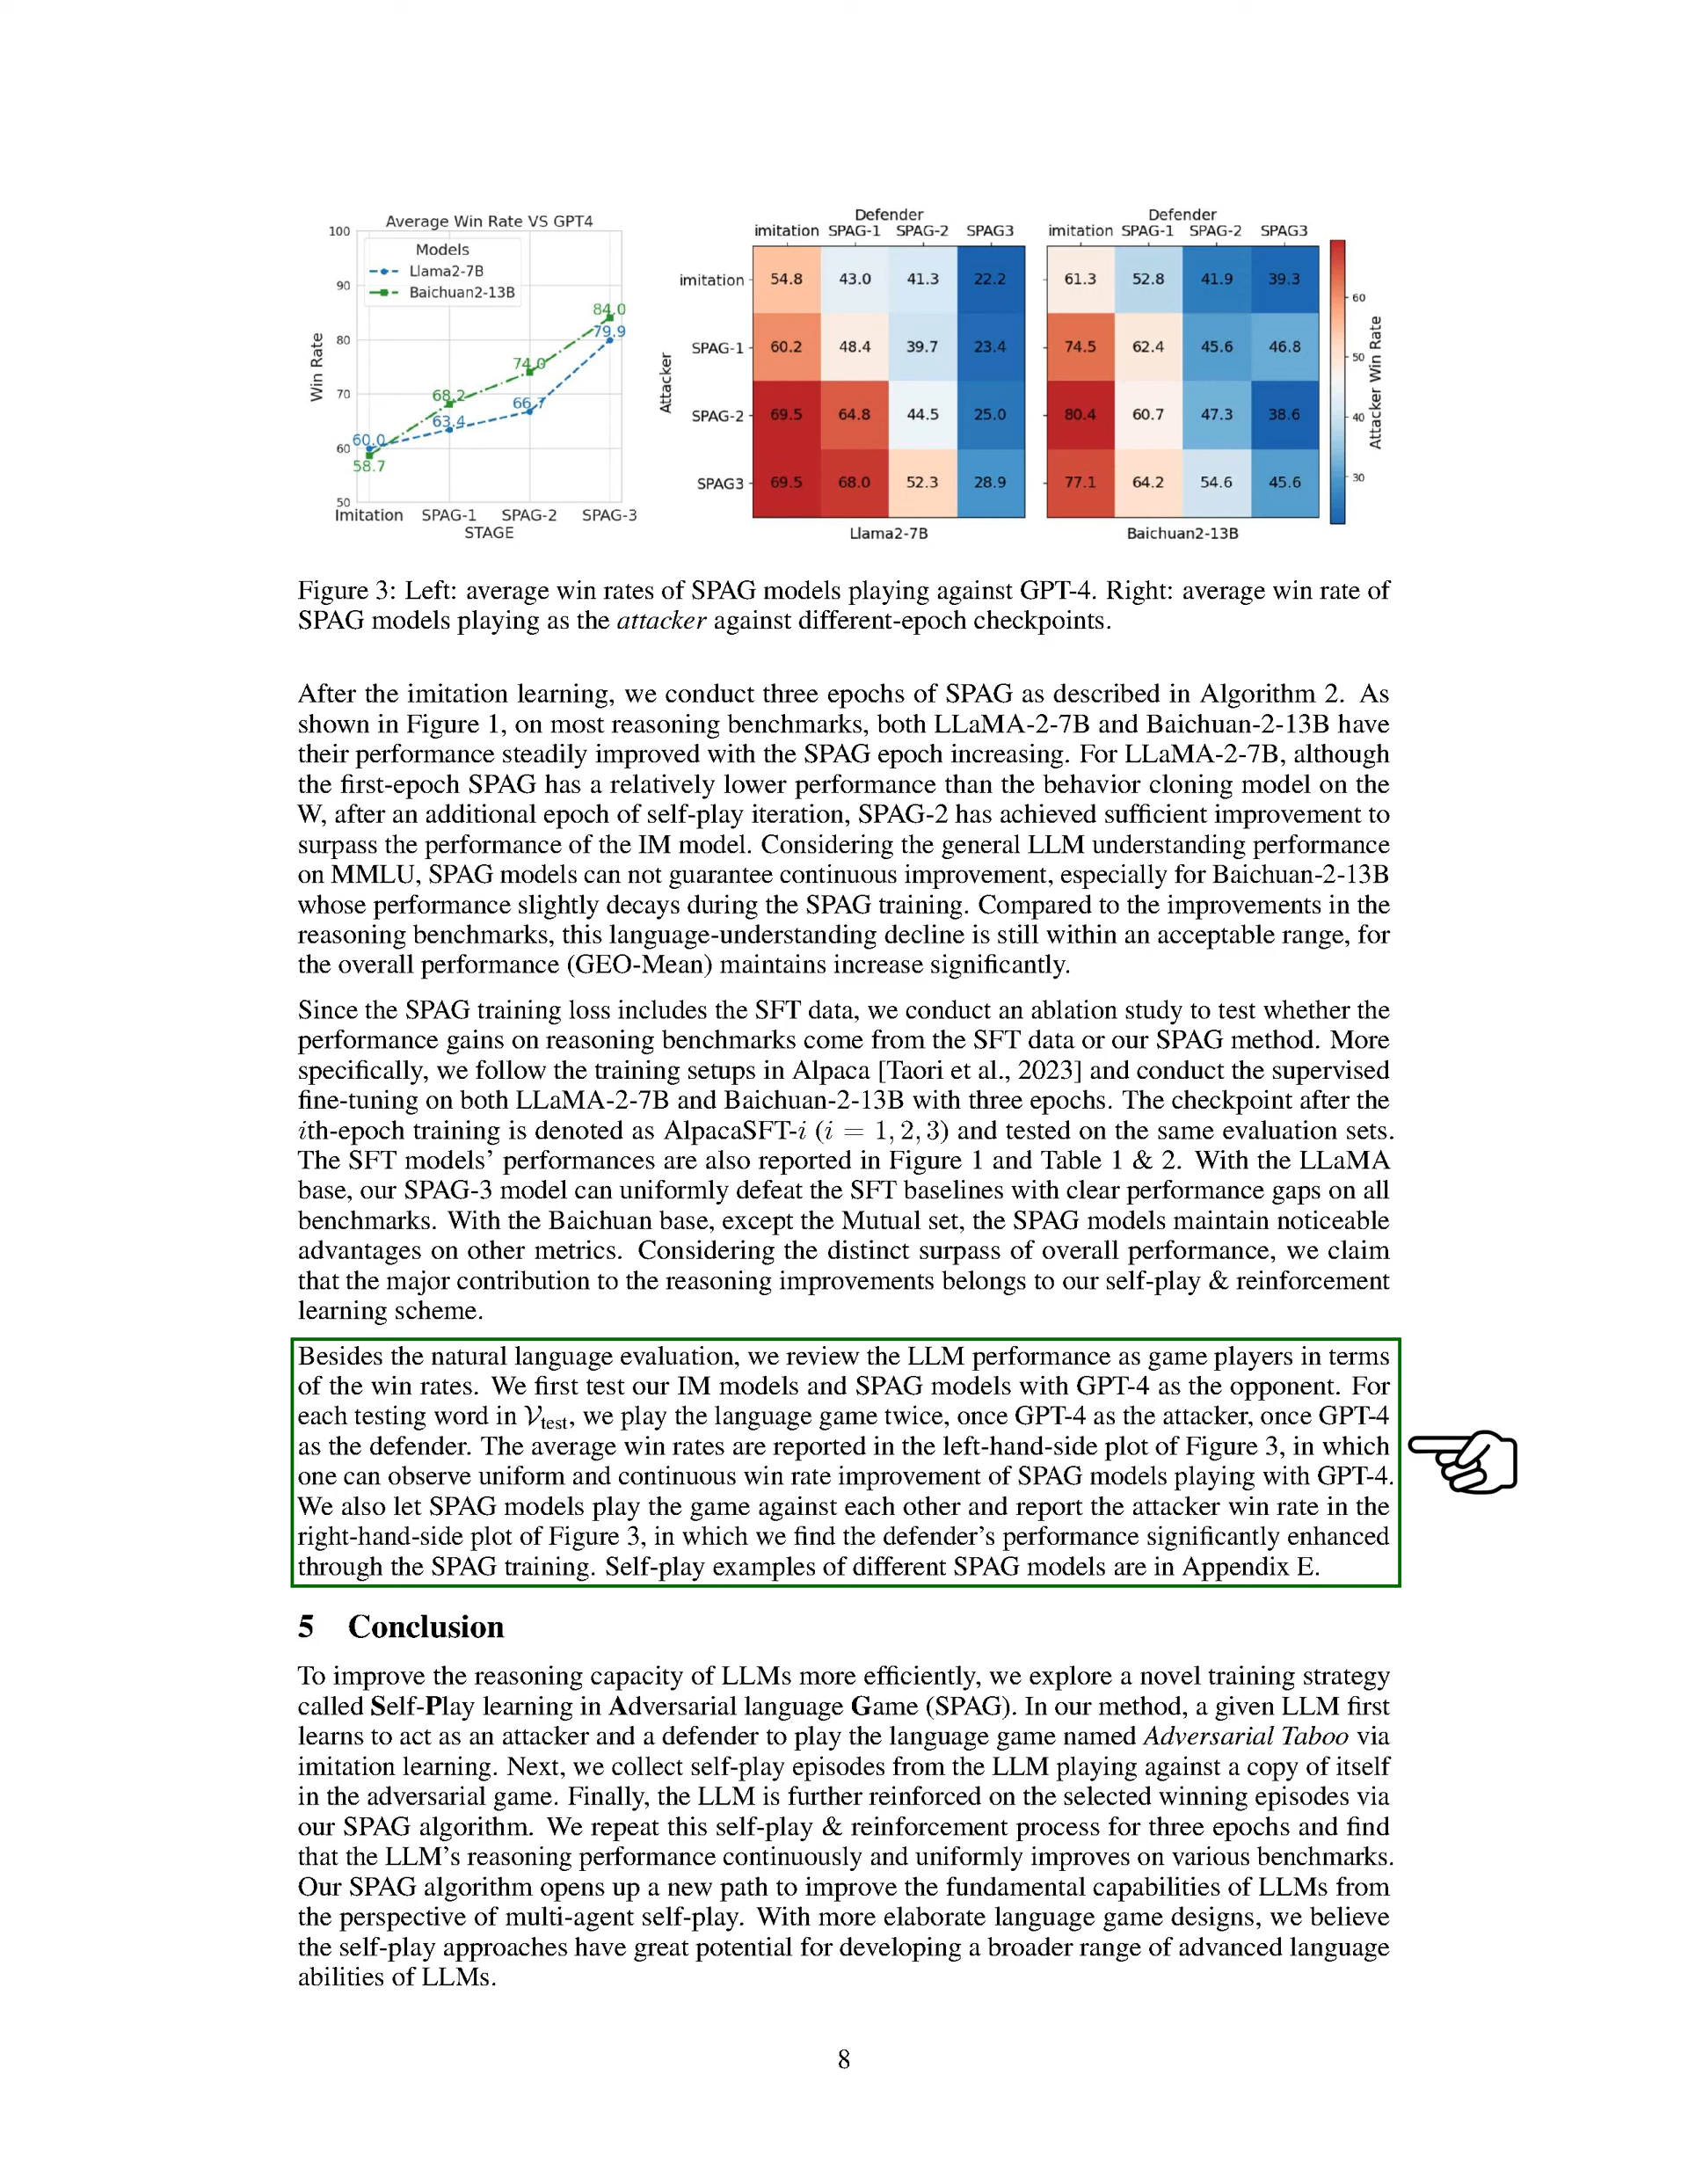 Average Win Rate VS GPT4
Models
Llama2-7B
Baichuan2-13B
Win Rate
100
90
80
70
60
50
60.0
58.7
68.2
63.4
74.0
66.7
84.0
79.9
Imitation SPAG-1 SPAG-2 SPAG-3
STAGE
Defender
imitation SPAG-1 SPAG-2 SPAG3
Attacker
imitation 54.8 43.0 41.3 22.2
SPAG-1 60.2 48.4 39.7 23.4
SPAG-2 69.5 64.8 44.5 25.0
SPAG3 69.5 68.0 52.3 28.9
Llama2-7B
Defender
imitation SPAG-1 SPAG-2 SPAG3
61.3 52.8 41.9 39.3
74.5 62.4 45.6 46.8
80.4 60.7 47.3 38.6
77.1 64.2 54.6 45.6
Baichuan2-13B
60
50
40
30
Attacker Win Rate
Figure 3: Left: average win rates of SPAG models playing against GPT-4. Right: average win rate of
SPAG models playing as the attacker against different-epoch checkpoints.
After the imitation learning, we conduct three epochs of SPAG as described in Algorithm 2. As
shown in Figure 1, on most reasoning benchmarks, both LLaMA-2-7B and Baichuan-2-13B have
their performance steadily improved with the SPAG epoch increasing. For LLaMA-2-7B, although
the first-epoch SPAG has a relatively lower performance than the behavior cloning model on the
W, after an additional epoch of self-play iteration, SPAG-2 has achieved sufficient improvement to
surpass the performance of the IM model. Considering the general LLM understanding performance
on MMLU, SPAG models can not guarantee continuous improvement, especially for Baichuan-2-13B
whose performance slightly decays during the SPAG training. Compared to the improvements in the
reasoning benchmarks, this language-understanding decline is still within an acceptable range, for
the overall performance (GEO-Mean) maintains increase significantly.
Since the SPAG training loss includes the SFT data, we conduct an ablation study to test whether the
performance gains on reasoning benchmarks come from the SFT data or our SPAG method. More
specifically, we follow the training setups in Alpaca [Taori et al., 2023] and conduct the supervised
fine-tuning on both LLaMA-2-7B and Baichuan-2-13B with three epochs. The checkpoint after the
ith-epoch training is denoted as AlpacaSFT-i (i = 1, 2, 3) and tested on the same evaluation sets.
The SFT models' performances are also reported in Figure 1 and Table 1 & 2. With the LLaMA
base, our SPAG-3 model can uniformly defeat the SFT baselines with clear performance gaps on all
benchmarks. With the Baichuan base, except the Mutual set, the SPAG models maintain noticeable
advantages on other metrics. Considering the distinct surpass of overall performance, we claim
that the major contribution to the reasoning improvements belongs to our self-play & reinforcement
learning scheme.
Besides the natural language evaluation, we review the LLM performance as game players in terms
of the win rates. We first test our IM models and SPAG models with GPT-4 as the opponent. For
each testing word in 𝒱test, we play the language game twice, once GPT-4 as the attacker, once GPT-4
as the defender. The average win rates are reported in the left-hand-side plot of Figure 3, in which
one can observe uniform and continuous win rate improvement of SPAG models playing with GPT-4.
We also let SPAG models play the game against each other and report the attacker win rate in the
right-hand-side plot of Figure 3, in which we find the defender's performance significantly enhanced
through the SPAG training. Self-play examples of different SPAG models are in Appendix E.
5 Conclusion
To improve the reasoning capacity of LLMs more efficiently, we explore a novel training strategy
called Self-Play learning in Adversarial language Game (SPAG). In our method, a given LLM first
learns to act as an attacker and a defender to play the language game named Adversarial Taboo via
imitation learning. Next, we collect self-play episodes from the LLM playing against a copy of itself
in the adversarial game. Finally, the LLM is further reinforced on the selected winning episodes via
our SPAG algorithm. We repeat this self-play & reinforcement process for three epochs and find
that the LLM's reasoning performance continuously and uniformly improves on various benchmarks.
Our SPAG algorithm opens up a new path to improve the fundamental capabilities of LLMs from
the perspective of multi-agent self-play. With more elaborate language game designs, we believe
the self-play approaches have great potential for developing a broader range of advanced language
abilities of LLMs.
8